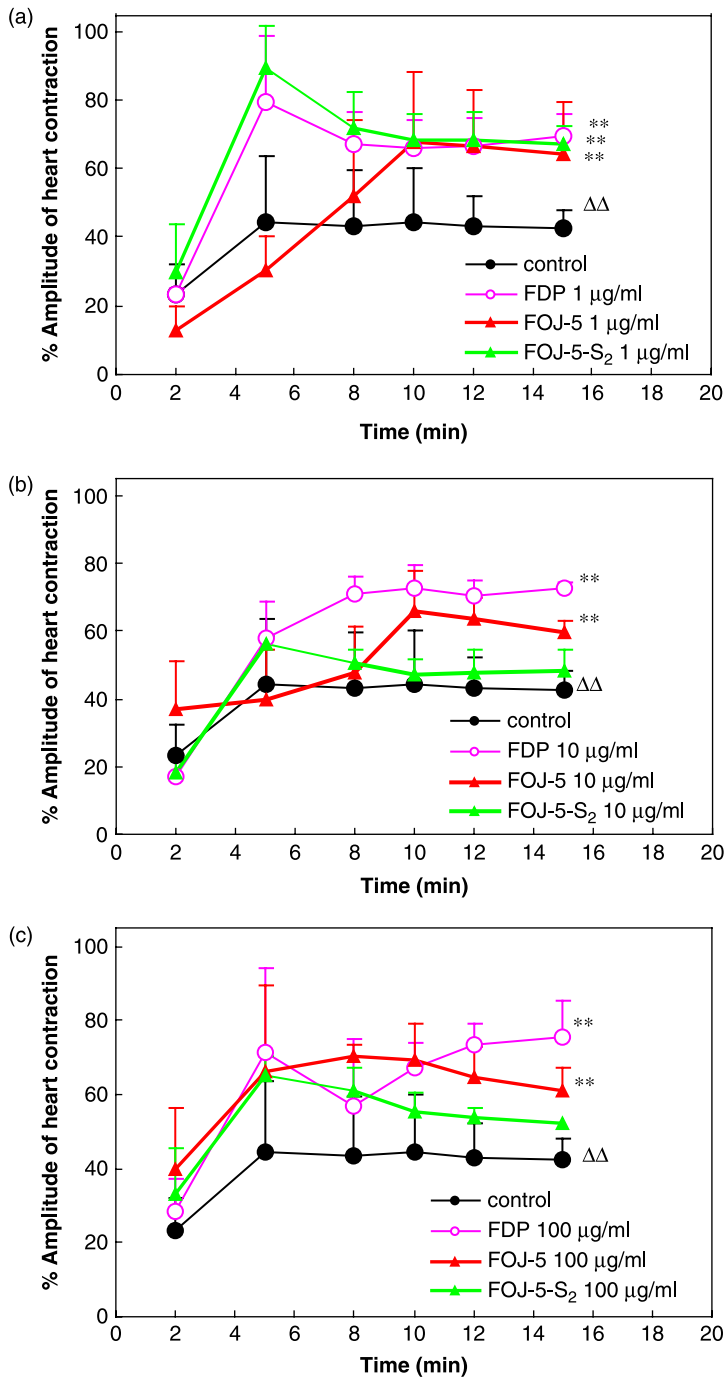 (a)
100
80
60
40
20
0
% Amplitude of heart contraction
**
**
**
ΔΔ
control
FDP 1 μg/ml
FOJ-5 1 μg/ml
FOJ-5-S₂ 1 μg/ml
0 2 4 6 8 10 12 14 16 18 20
Time (min)
(b)
100
80
60
40
20
0
% Amplitude of heart contraction
**
**
ΔΔ
control
FDP 10 μg/ml
FOJ-5 10 μg/ml
FOJ-5-S₂ 10 μg/ml
0 2 4 6 8 10 12 14 16 18 20
Time (min)
(c)
100
80
60
40
20
0
% Amplitude of heart contraction
**
**
ΔΔ
control
FDP 100 μg/ml
FOJ-5 100 μg/ml
FOJ-5-S₂ 100 μg/ml
0 2 4 6 8 10 12 14 16 18 20
Time (min)